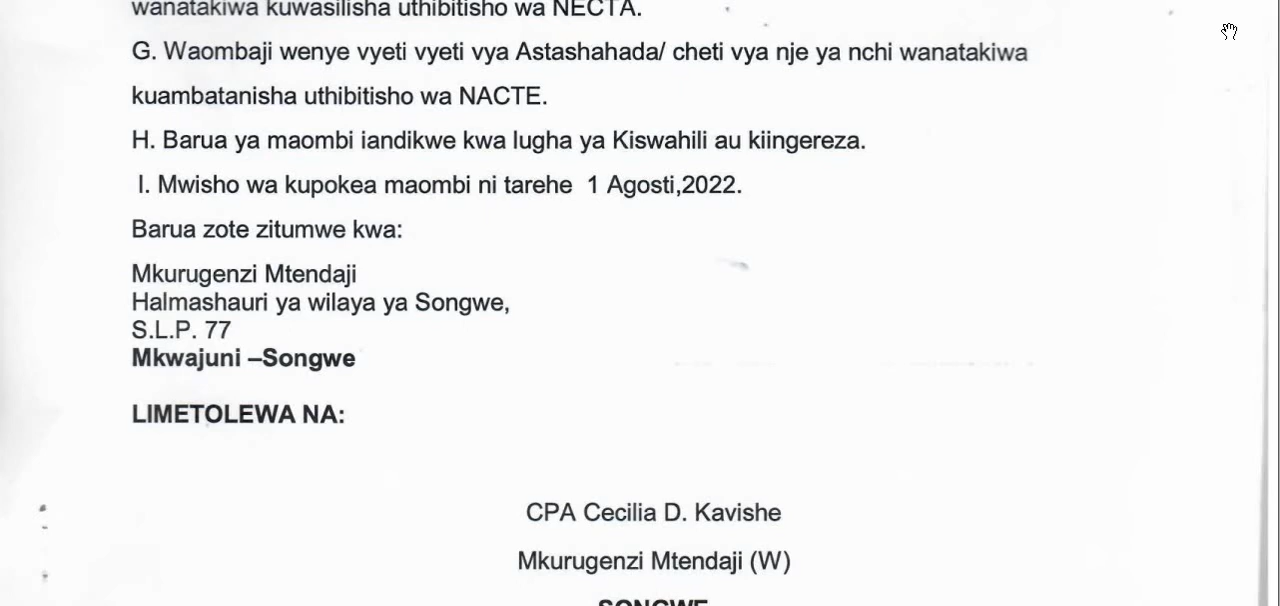 wanatakiwa kuwasilisha uthibitisho wa NECTA.
G. Waombaji wenye vyeti vyeti vya Astashahada/ cheti vya nje ya nchi wanatakiwa
kuambatanisha uthibitisho wa NACTE.
H. Barua ya maombi iandikwe kwa lugha ya Kiswahili au kiingereza.
I. Mwisho wa kupokea maombi ni tarehe 1 Agosti,2022.
Barua zote zitumwe kwa:
Mkurugenzi Mtendaji
Halmashauri ya wilaya ya Songwe,
S.L.P. 77
Mkwajuni –Songwe
LIMETOLEWA NA:
CPA Cecilia D. Kavishe
Mkurugenzi Mtendaji (W)
SONGWE